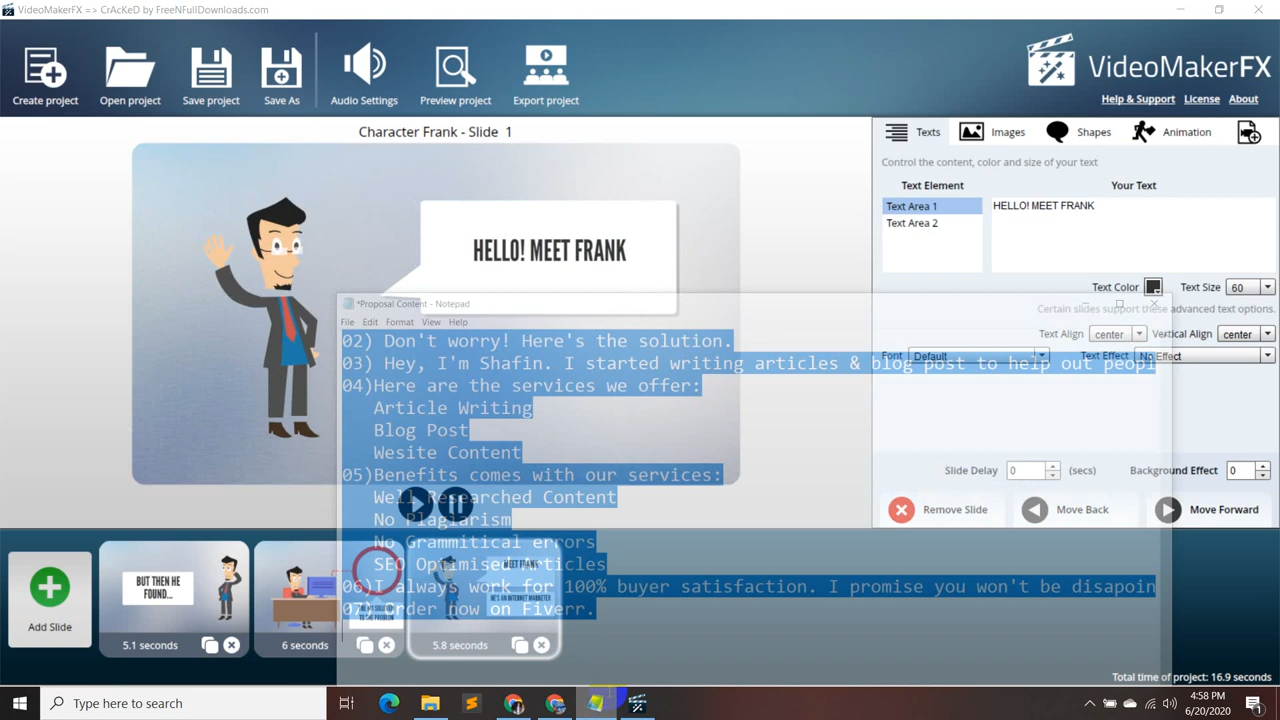 VideoMakerFX => CrAcKeD by FreeNFullDownloads.com
Create project
Open project
Save project
Save As
Audio Settings
Preview project
Export project
VideoMakerFX
Help & Support
License
About
Character Frank - Slide 1
HELLO! MEET FRANK
Texts
Images
Shapes
Animation
Control the content, color and size of your text
Text Element
Your Text
Text Area 1
HELLO! MEET FRANK
Text Area 2
Text Color
Text Size
60
Certain slides support these advanced text options.
Text Align
center
Vertical Align
center
Font
Default
Text Effect
No Effect
Slide Delay
0
(secs)
Background Effect
0
Remove Slide
Move Back
Move Forward
*Proposal Content - Notepad
File Edit Format View Help
02) Don't worry! Here's the solution.
03) Hey, I'm Shafin. I started writing articles & blog post to help out peopl
04)Here are the services we offer:
Article Writing
Blog Post
Wesite Content
05)Benefits comes with our services:
Well Researched Content
No Plagiarism
No Grammitical errors
SEO Optimised Articles
06)I always work for 100% buyer satisfaction. I promise you won't be disapoin
07) Order now on Fiverr.
Add Slide
BUT THEN HE
FOUND...
5.1 seconds
6 seconds
TO THE PROBLEM
MEET FRANK
HE'S AN INTERNET MARKETER
5.8 seconds
Total time of project: 16.9 seconds
Type here to search
4:58 PM
6/20/2020
1